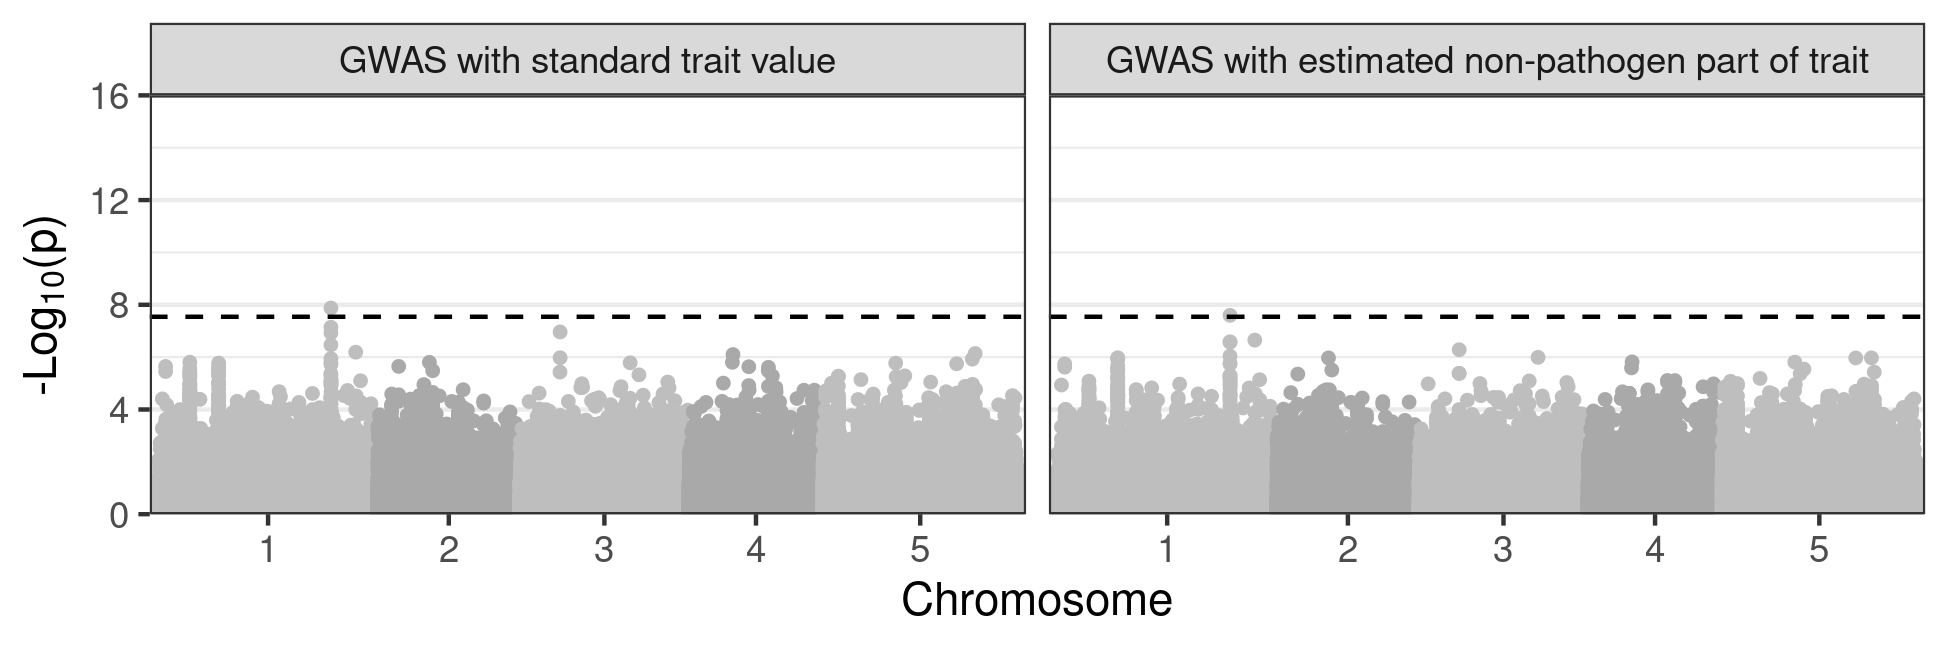 GWAS with standard trait value
GWAS with estimated non-pathogen part of trait
-Log10(p)
16
12
8
4
0
1 2 3 4 5
1 2 3 4 5
Chromosome